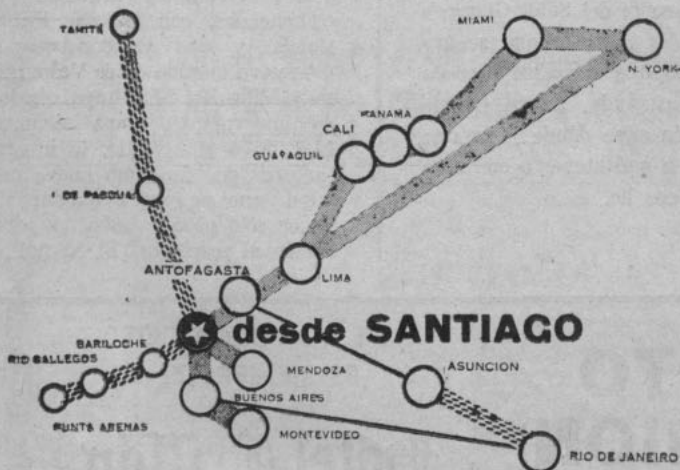 TAHITI
MIAMI
N. YORK
PANAMA
CALI
GUAYAQUIL
I. DE PASCUA
ANTOFAGASTA
LIMA
desde SANTIAGO
BARILOCHE
RIO GALLEGOS
MENDOZA
ASUNCION
BUENOS AIRES
PUNTA ARENAS
MONTEVIDEO
RIO DE JANEIRO